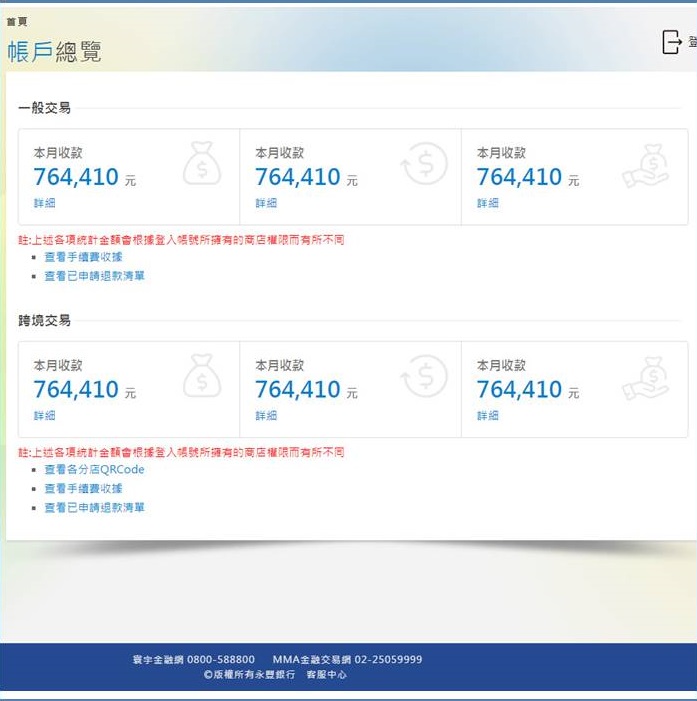 首頁
帳戶總覽
登
一般交易
本月收款 本月收款 本月收款
764,410 元 764,410 元 764,410 元
詳細 詳細 詳細
註:上述各項統計金額會根據登入帳號所擁有的商店權限而有所不同
查看手續費收據
查看已申請退款清單
跨境交易
本月收款 本月收款 本月收款
764,410 元 764,410 元 764,410 元
詳細 詳細 詳細
註:上述各項統計金額會根據登入帳號所擁有的商店權限而有所不同
查看各分店QRCode
查看手續費收據
查看已申請退款清單
寰宇金融網 0800-588800 MMA金融交易網 02-25059999
©版權所有永豐銀行 客服中心